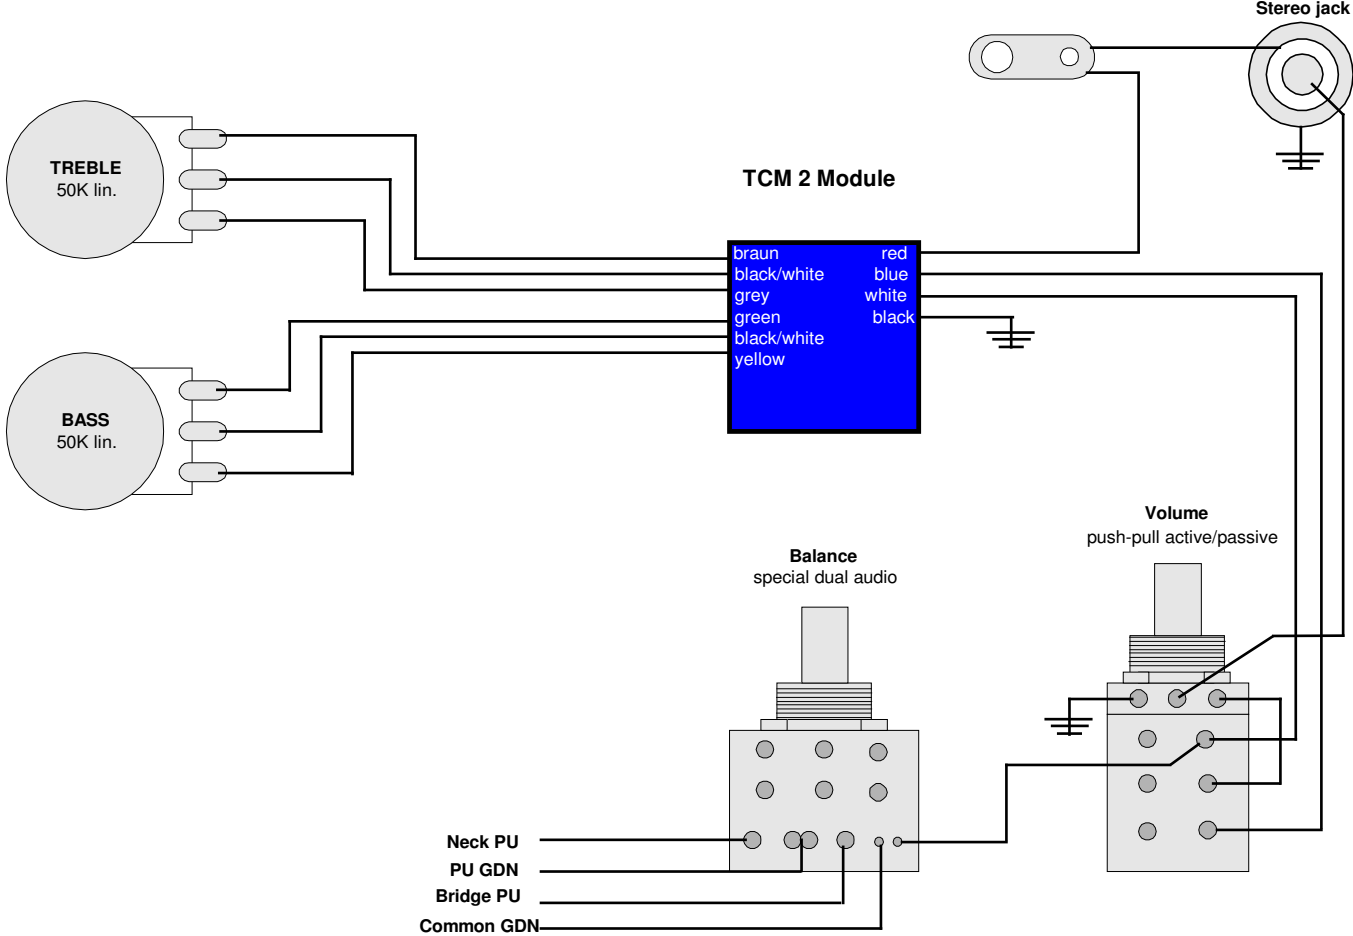 Stereo jack
TREBLE
50K lin.
TCM 2 Module
braun
black/white
grey
green
black/white
yellow
red
blue
white
black
BASS
50K lin.
Volume
push-pull active/passive
Balance
special dual audio
Neck PU
PU GDN
Bridge PU
Common GDN